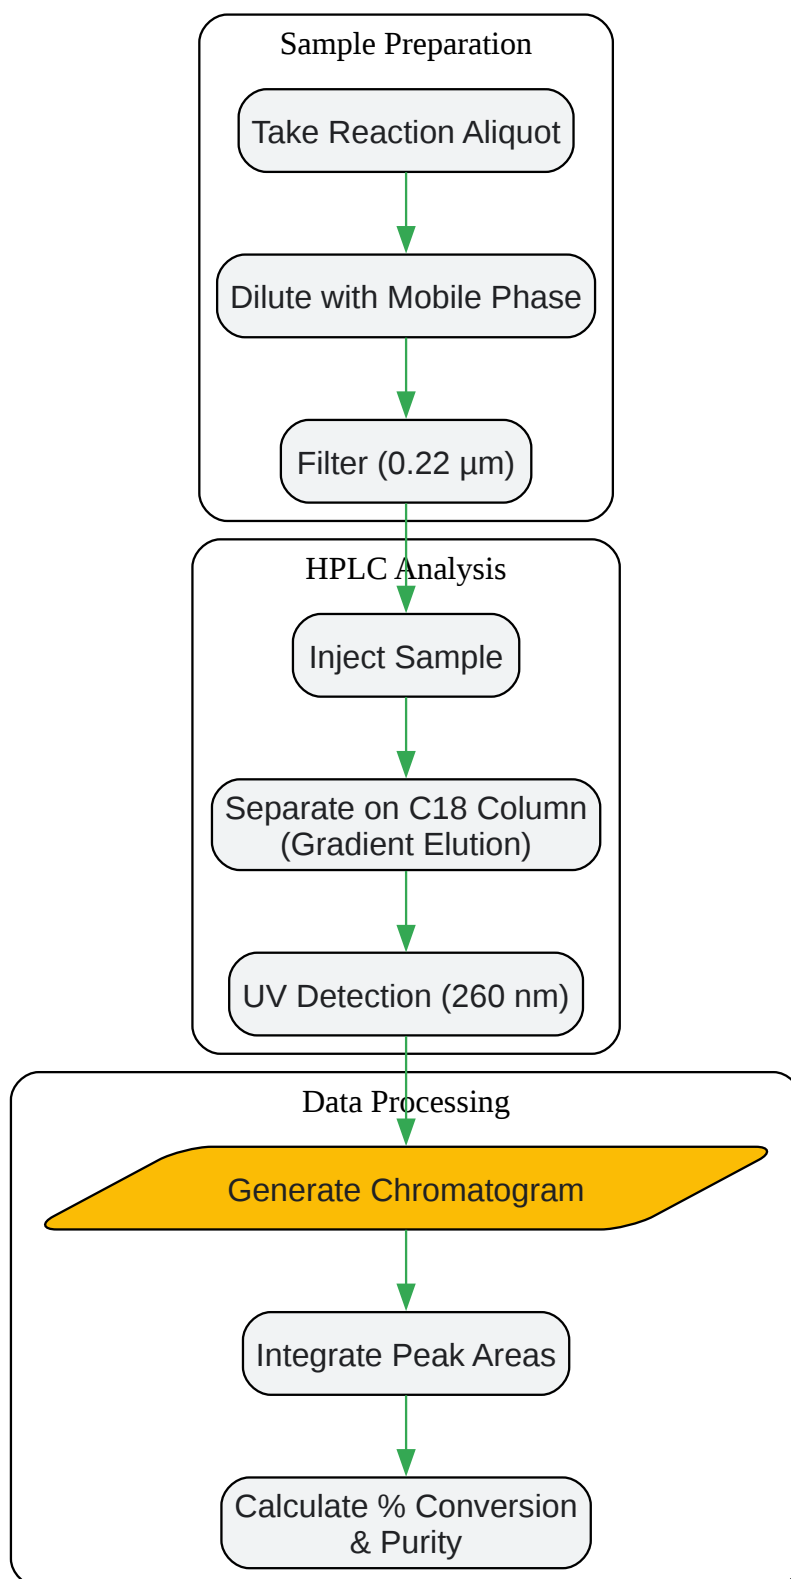 Sample Preparation
Take Reaction Aliquot
Dilute with Mobile Phase
Filter (0.22 µm)
HPLC Analysis
Inject Sample
Separate on C18 Column
(Gradient Elution)
UV Detection (260 nm)
Data Processing
Generate Chromatogram
Integrate Peak Areas
Calculate % Conversion
& Purity